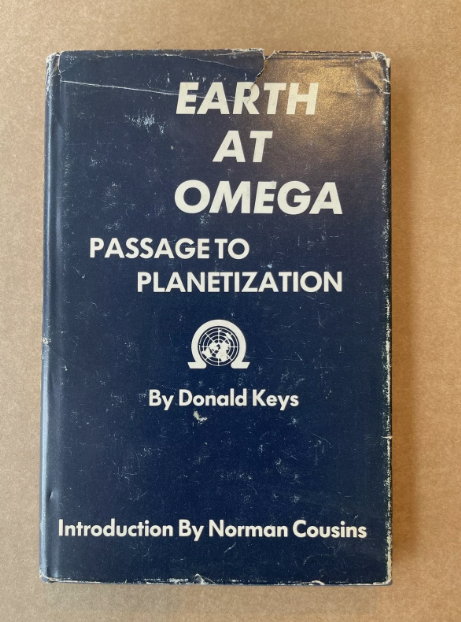 EARTH
AT
OMEGA
PASSAGE TO
PLANETIZATION
By Donald Keys
Introduction By Norman Cousins